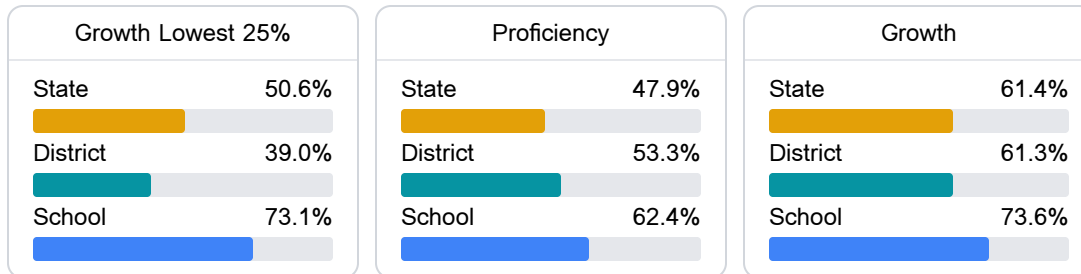 Growth Lowest 25%
State 50.6%
District 39.0%
School 73.1%
Proficiency
State 47.9%
District 53.3%
School 62.4%
Growth
State 61.4%
District 61.3%
School 73.6%